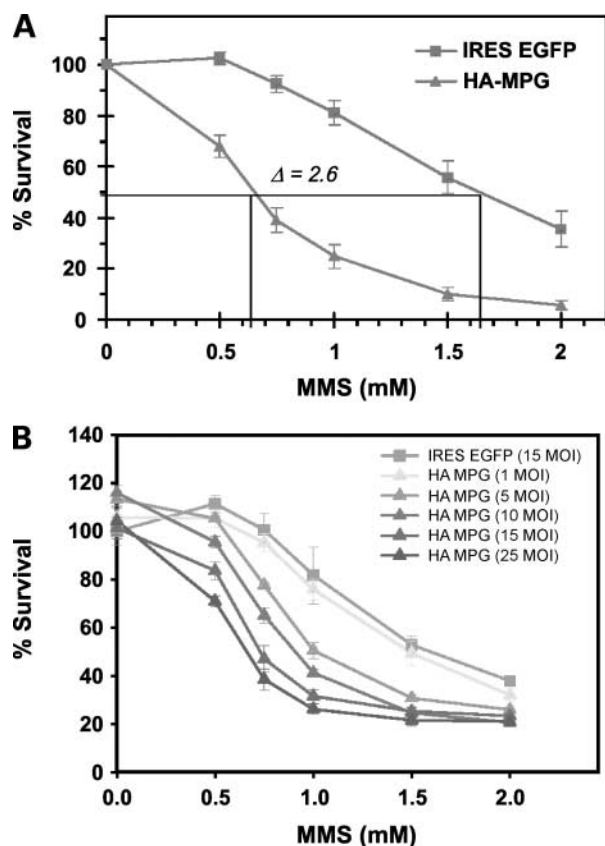 A
IRES EGFP
HA-MPG
Δ = 2.6
% Survival
100
80
60
40
20
0
0 0.5 1 1.5 2
MMS (mM)
B
IRES EGFP (15 MOI)
HA MPG (1 MOI)
HA MPG (5 MOI)
HA MPG (10 MOI)
HA MPG (15 MOI)
HA MPG (25 MOI)
% Survival
140
120
100
80
60
40
20
0
0.0 0.5 1.0 1.5 2.0
MMS (mM)